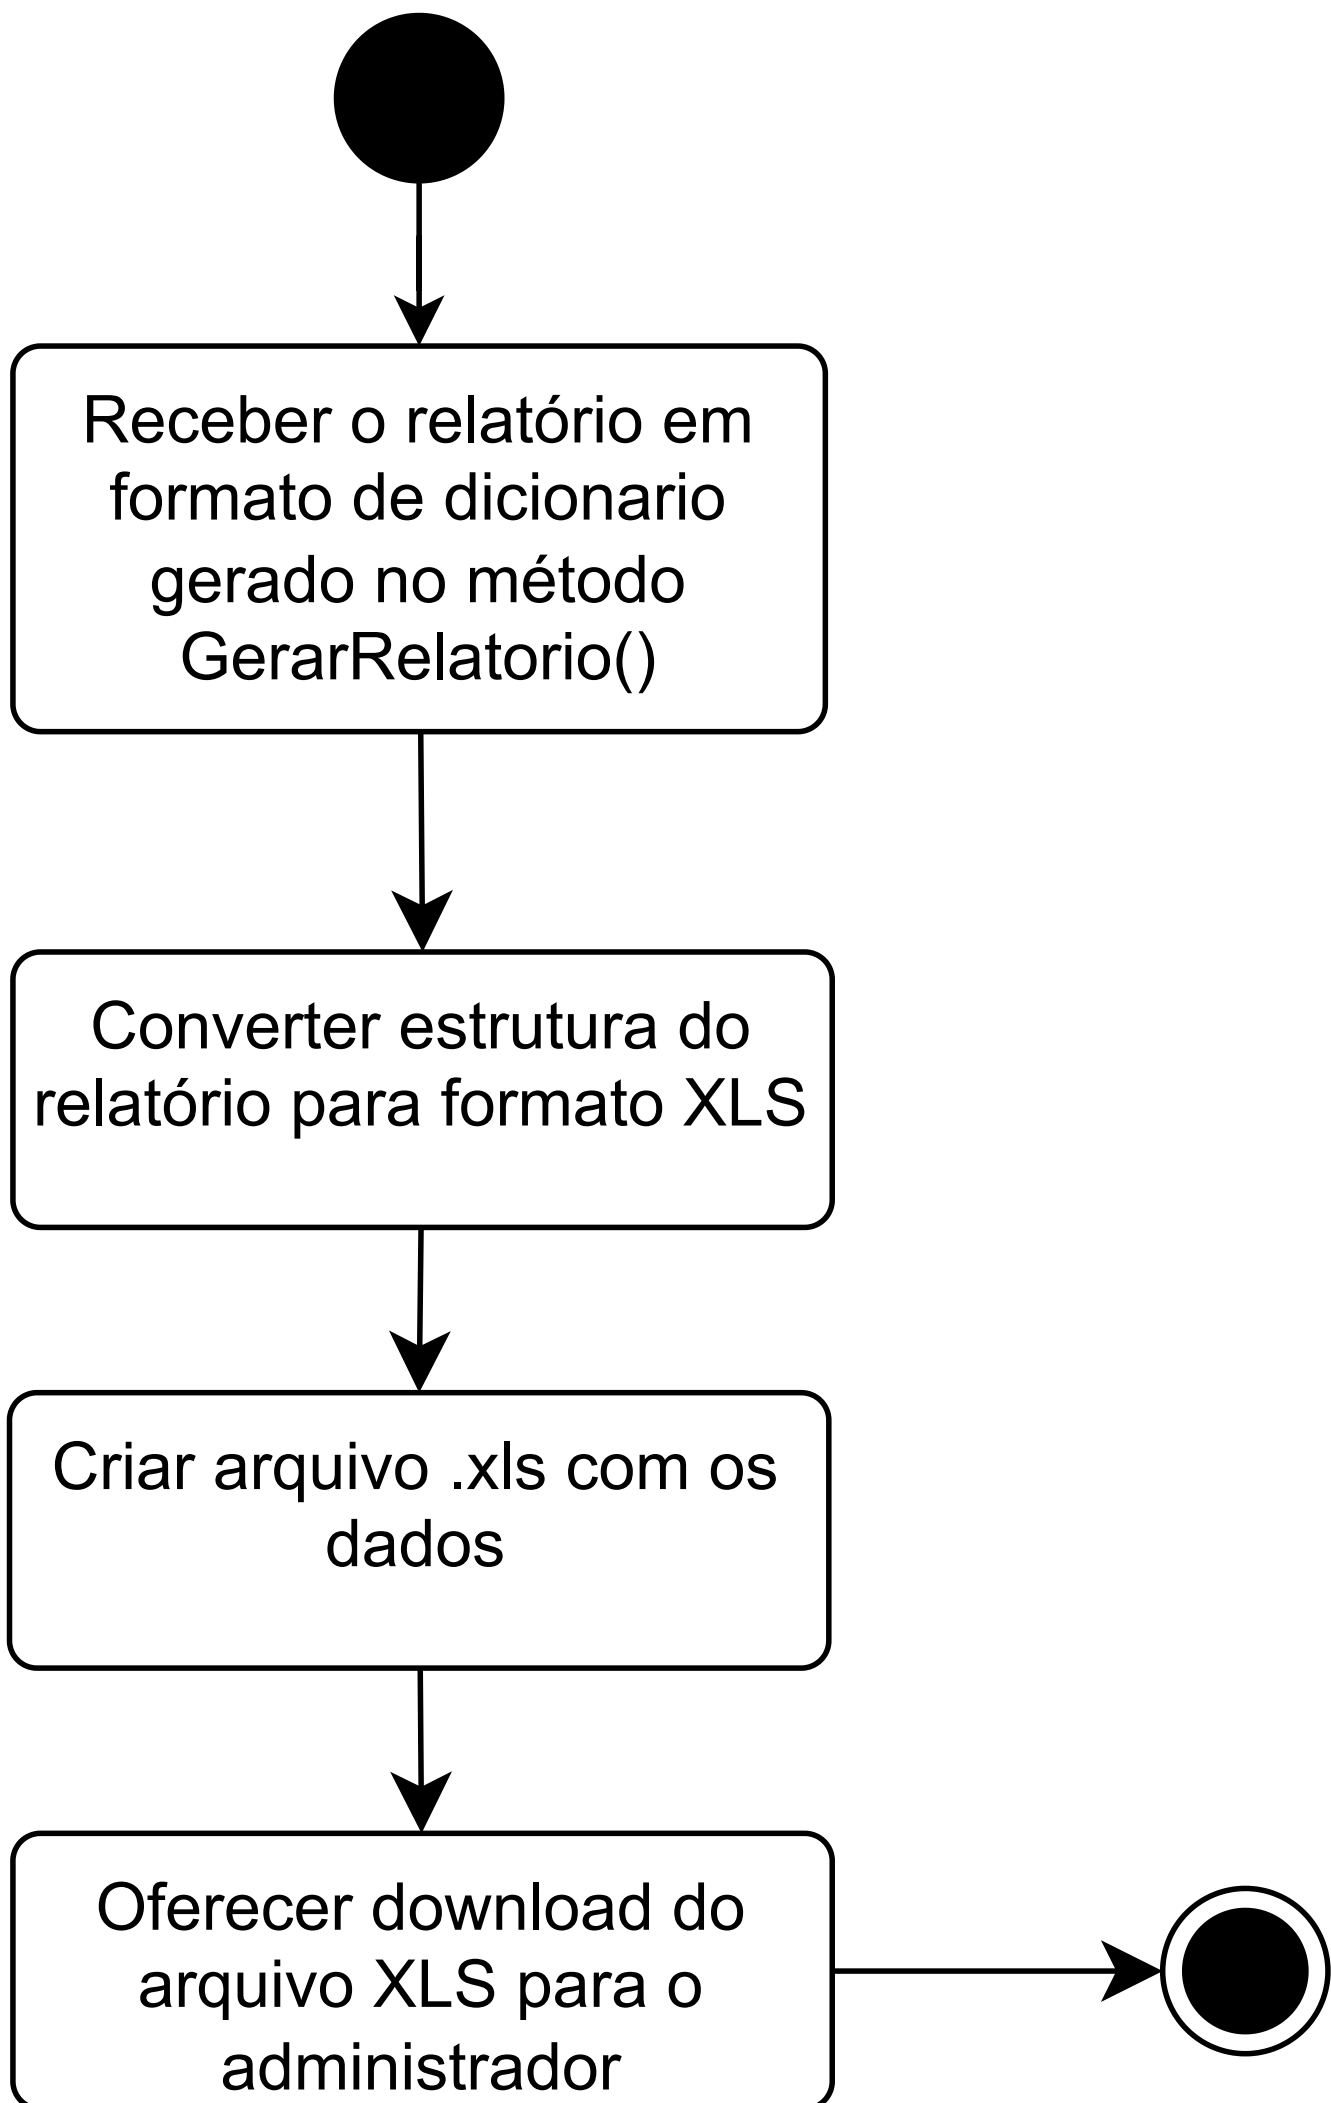 Receber o relatório em
formato de dicionario
gerado no método
GerarRelatorio()
Converter estrutura do
relatório para formato XLS
Criar arquivo .xls com os
dados
Oferecer download do
arquivo XLS para o
administrador